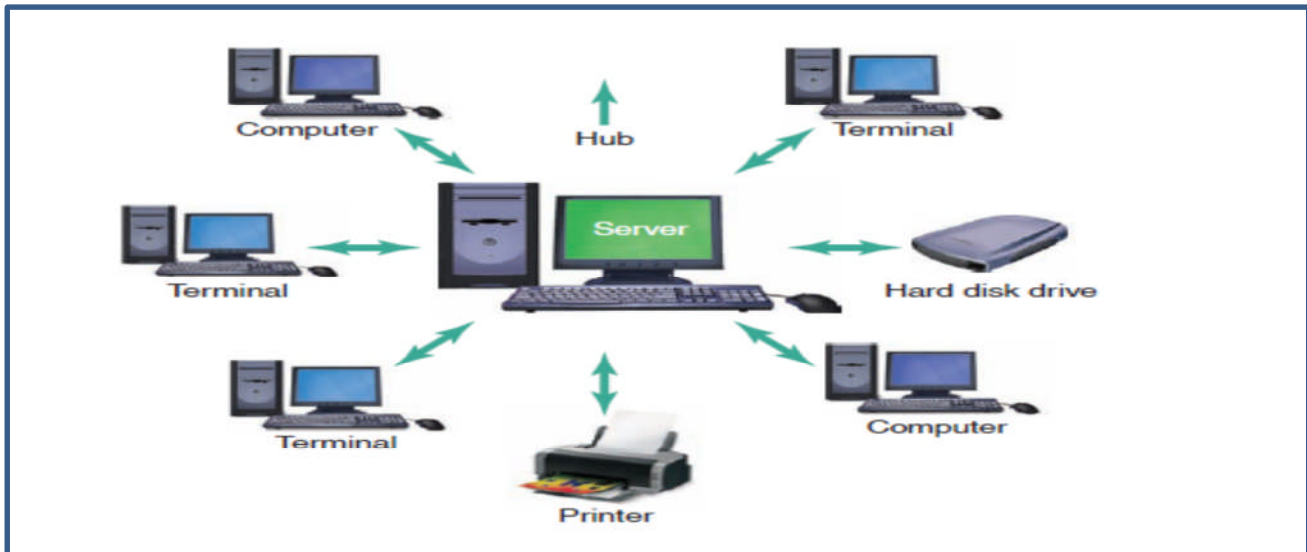 Computer
Hub
Terminal
Server
Terminal
Hard disk drive
Terminal
Computer
Printer